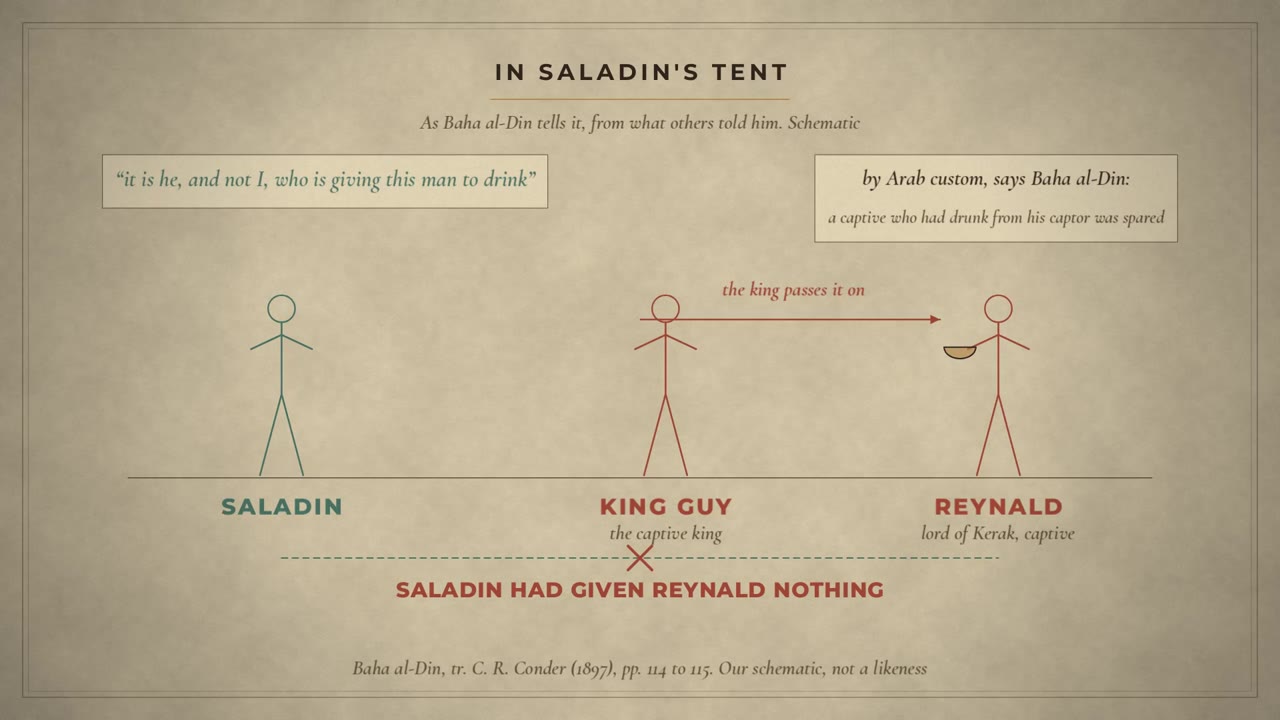 IN SALADIN'S TENT
As Baha al-Din tells it, from what others told him. Schematic
“it is he, and not I, who is giving this man to drink”
by Arab custom, says Baha al-Din:
a captive who had drunk from his captor was spared
the king passes it on
SALADIN
KING GUY
the captive king
REYNALD
lord of Kerak, captive
SALADIN HAD GIVEN REYNALD NOTHING
Baha al-Din, tr. C. R. Conder (1897), pp. 114 to 115. Our schematic, not a likeness